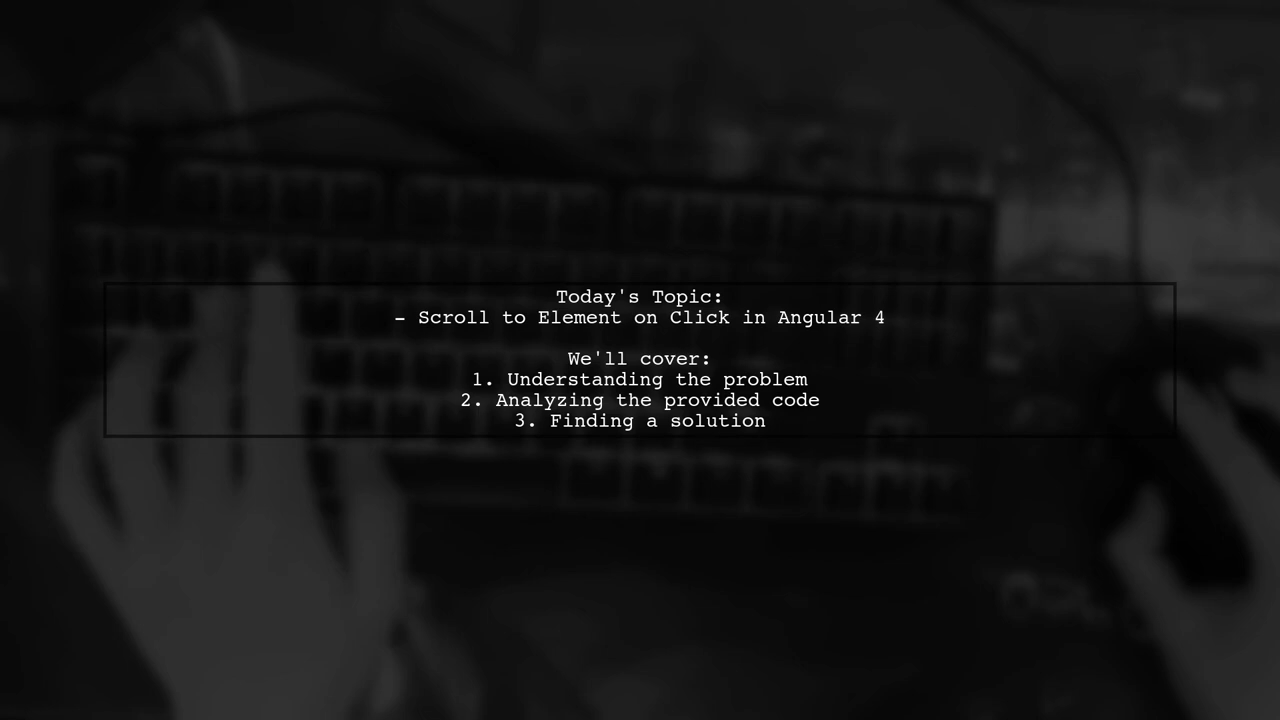 Today's Topic:
– Scroll to Element on Click in Angular 4
We'll cover:
1. Understanding the problem
2. Analyzing the provided code
3. Finding a solution